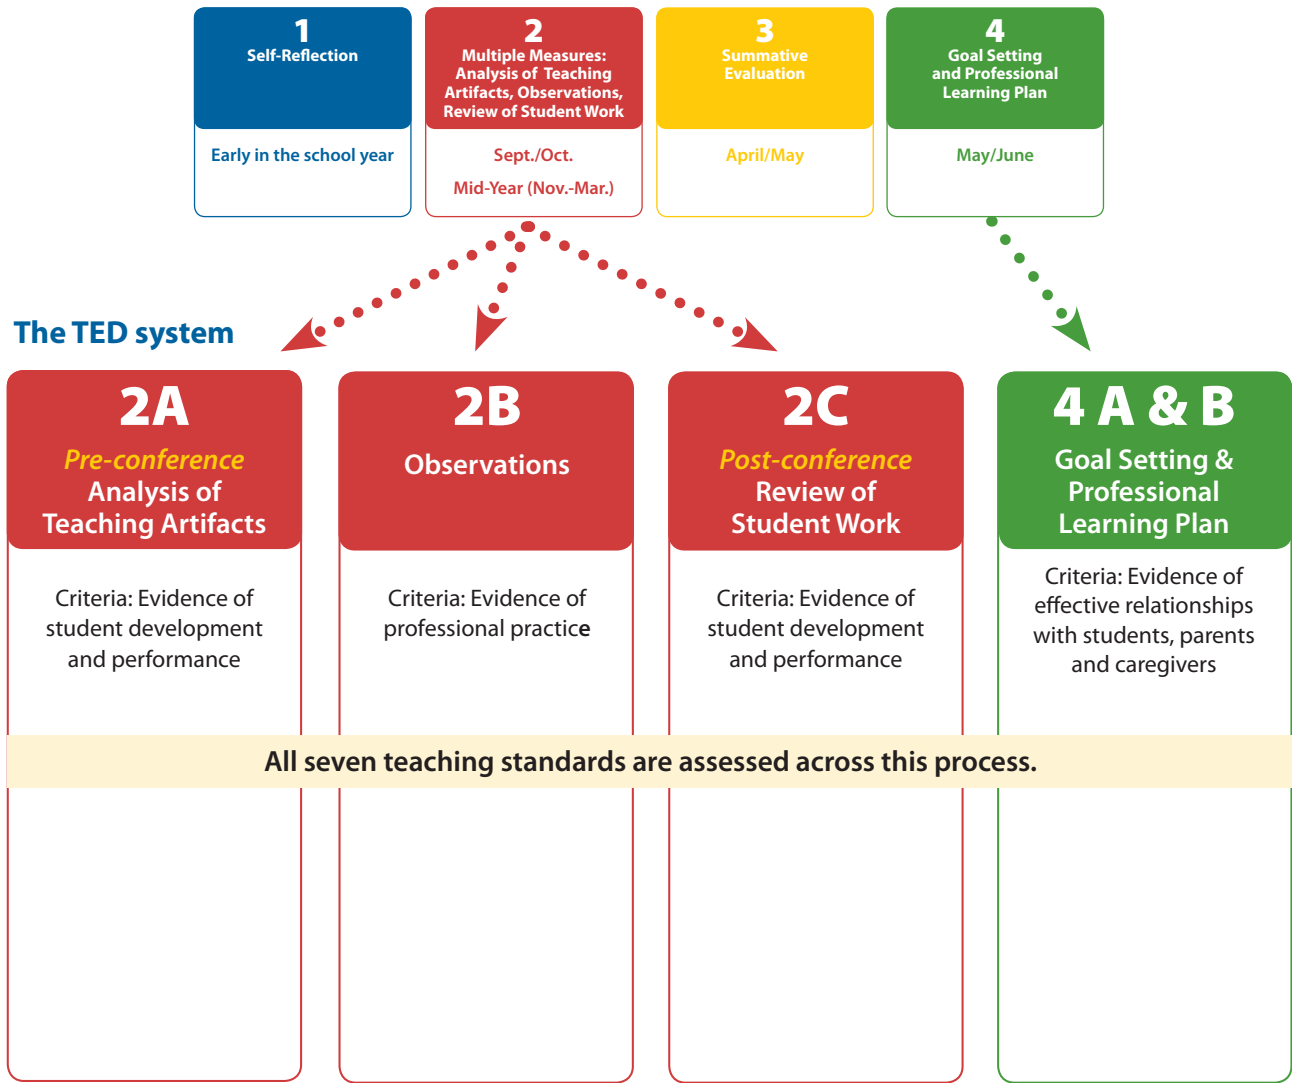 1
Self-Reflection
Early in the school year
2
Multiple Measures:
Analysis of Teaching
Artifacts, Observations,
Review of Student Work
Sept./Oct.
Mid-Year (Nov.-Mar.)
3
Summative
Evaluation
April/May
4
Goal Setting
and Professional
Learning Plan
May/June
The TED system
2A
Pre-conference
Analysis of
Teaching Artifacts
Criteria: Evidence of
student development
and performance
2B
Observations
Criteria: Evidence of
professional practice
2C
Post-conference
Review of
Student Work
Criteria: Evidence of
student development
and performance
4 A & B
Goal Setting &
Professional
Learning Plan
Criteria: Evidence of
effective relationships
with students, parents
and caregivers
All seven teaching standards are assessed across this process.